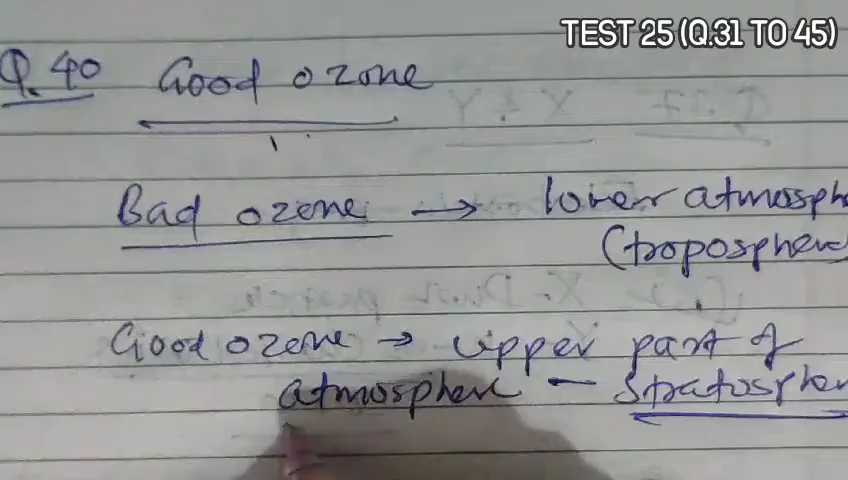 TEST 25 (Q.31 TO 45)
Q.40 Good ozone
Bad ozone → lower atmosph
(troposphere
Good ozone → upper part of
atmosphere - Stratospher